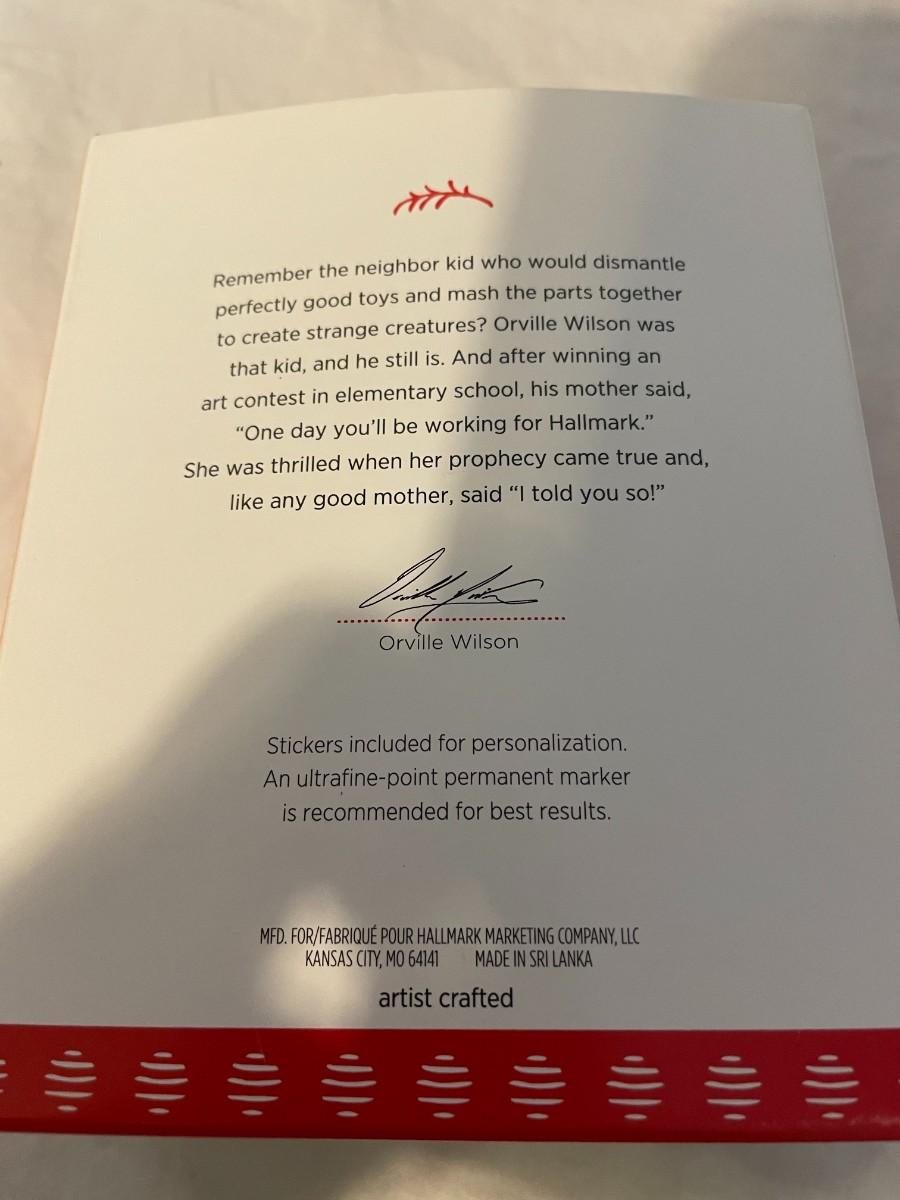 Remember the neighbor kid who would dismantle
perfectly good toys and mash the parts together
to create strange creatures? Orville Wilson was
that kid, and he still is. And after winning an
art contest in elementary school, his mother said,
“One day you’ll be working for Hallmark.”
She was thrilled when her prophecy came true and,
like any good mother, said “I told you so!”
Orville Wilson
Orville Wilson
Stickers included for personalization.
An ultrafine-point permanent marker
is recommended for best results.
MFD. FOR/FABRIQUÉ POUR HALLMARK MARKETING COMPANY, LLC
KANSAS CITY, MO 64141 MADE IN SRI LANKA
artist crafted